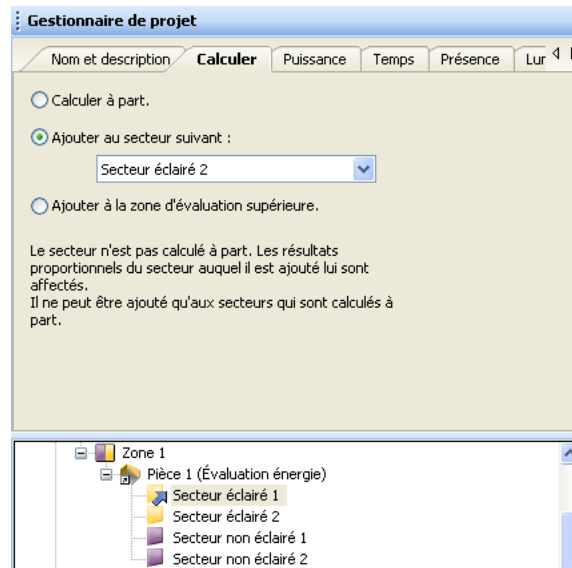 Gestionnaire de projet
Nom et description Calculer Puissance Temps Présence
Calculer à part.
Ajouter au secteur suivant :
Secteur éclairé 2
Ajouter à la zone d'évaluation supérieure.
Le secteur n'est pas calculé à part. Les résultats
proportionnels du secteur auquel il est ajouté lui sont
affectés.
Il ne peut être ajouté qu'aux secteurs qui sont calculés à
part.
Zone 1
Pièce 1 (Évaluation énergie)
Secteur éclairé 1
Secteur éclairé 2
Secteur non éclairé 1
Secteur non éclairé 2